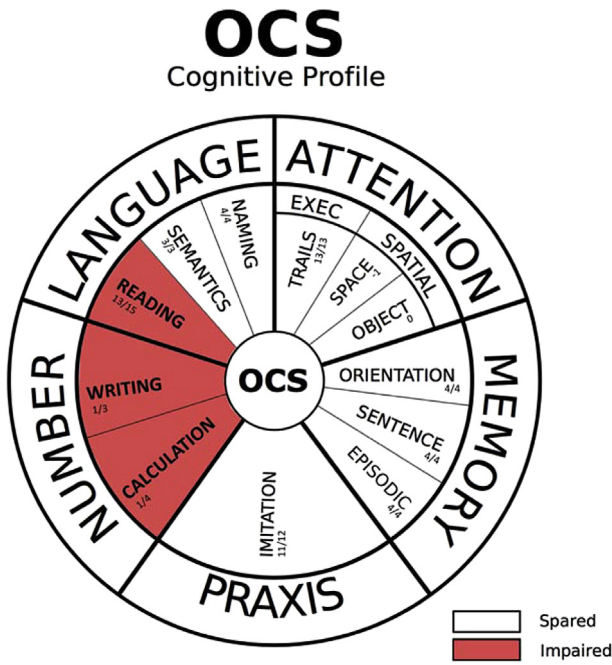 OCS
Cognitive Profile
LANGUAGE
ATTENTION
NAMING
4/4
SEMANTICS
3/3
READING
13/15
EXEC
TRAILS
13/13
SPATIAL
SPACE
OBJECT
0
NUMBER
WRITING
1/3
CALCULATION
1/4
OCS
MEMORY
ORIENTATION
4/4
SENTENCE
4/4
EPISODIC
4/4
IMITATION
11/12
PRAXIS
Spared
Impaired